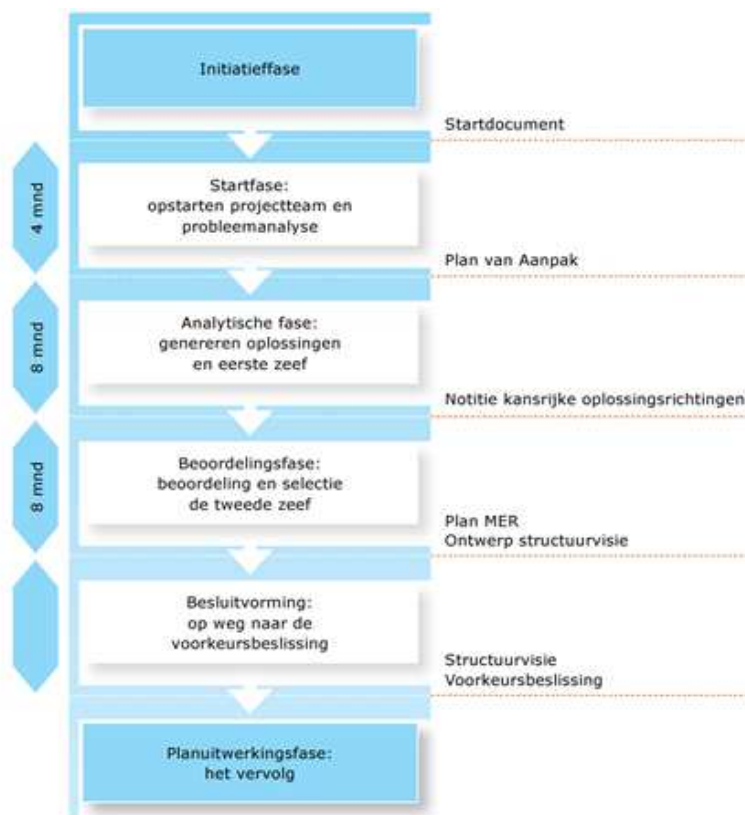 Initiatieffase
Startdocument
4 mnd
Startfase:
opstarten projectteam en
probleemanalyse
Plan van Aanpak
8 mnd
Analytische fase:
genereren oplossingen
en eerste zeef
Notitie kansrijke oplossingsrichtingen
8 mnd
Beoordelingsfase:
beoordeling en selectie
de tweede zeef
Plan MER
Ontwerp structuurvisie
Besluitvorming:
op weg naar de
voorkeursbeslissing
Structuurvisie
Voorkeursbeslissing
Planuitwerkingsfase:
het vervolg